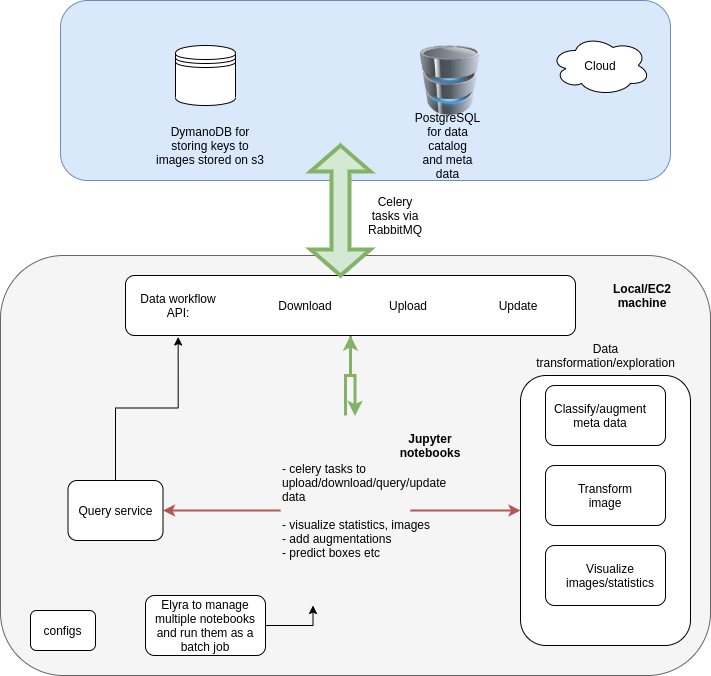 Cloud
DymanoDB for
storing keys to
images stored on s3
PostgreSQL
for data
catalog
and meta
data
Celery
tasks via
RabbitMQ
Local/EC2
machine
Data workflow
API:
Download
Upload
Update
Data
transformation/exploration
Classify/augment
meta data
Transform
image
Visualize
images/statistics
Jupyter
notebooks
- celery tasks to
upload/download/query/update
data
- visualize statistics, images
- add augmentations
- predict boxes etc
Query service
Elyra to manage
multiple notebooks
and run them as a
batch job
configs